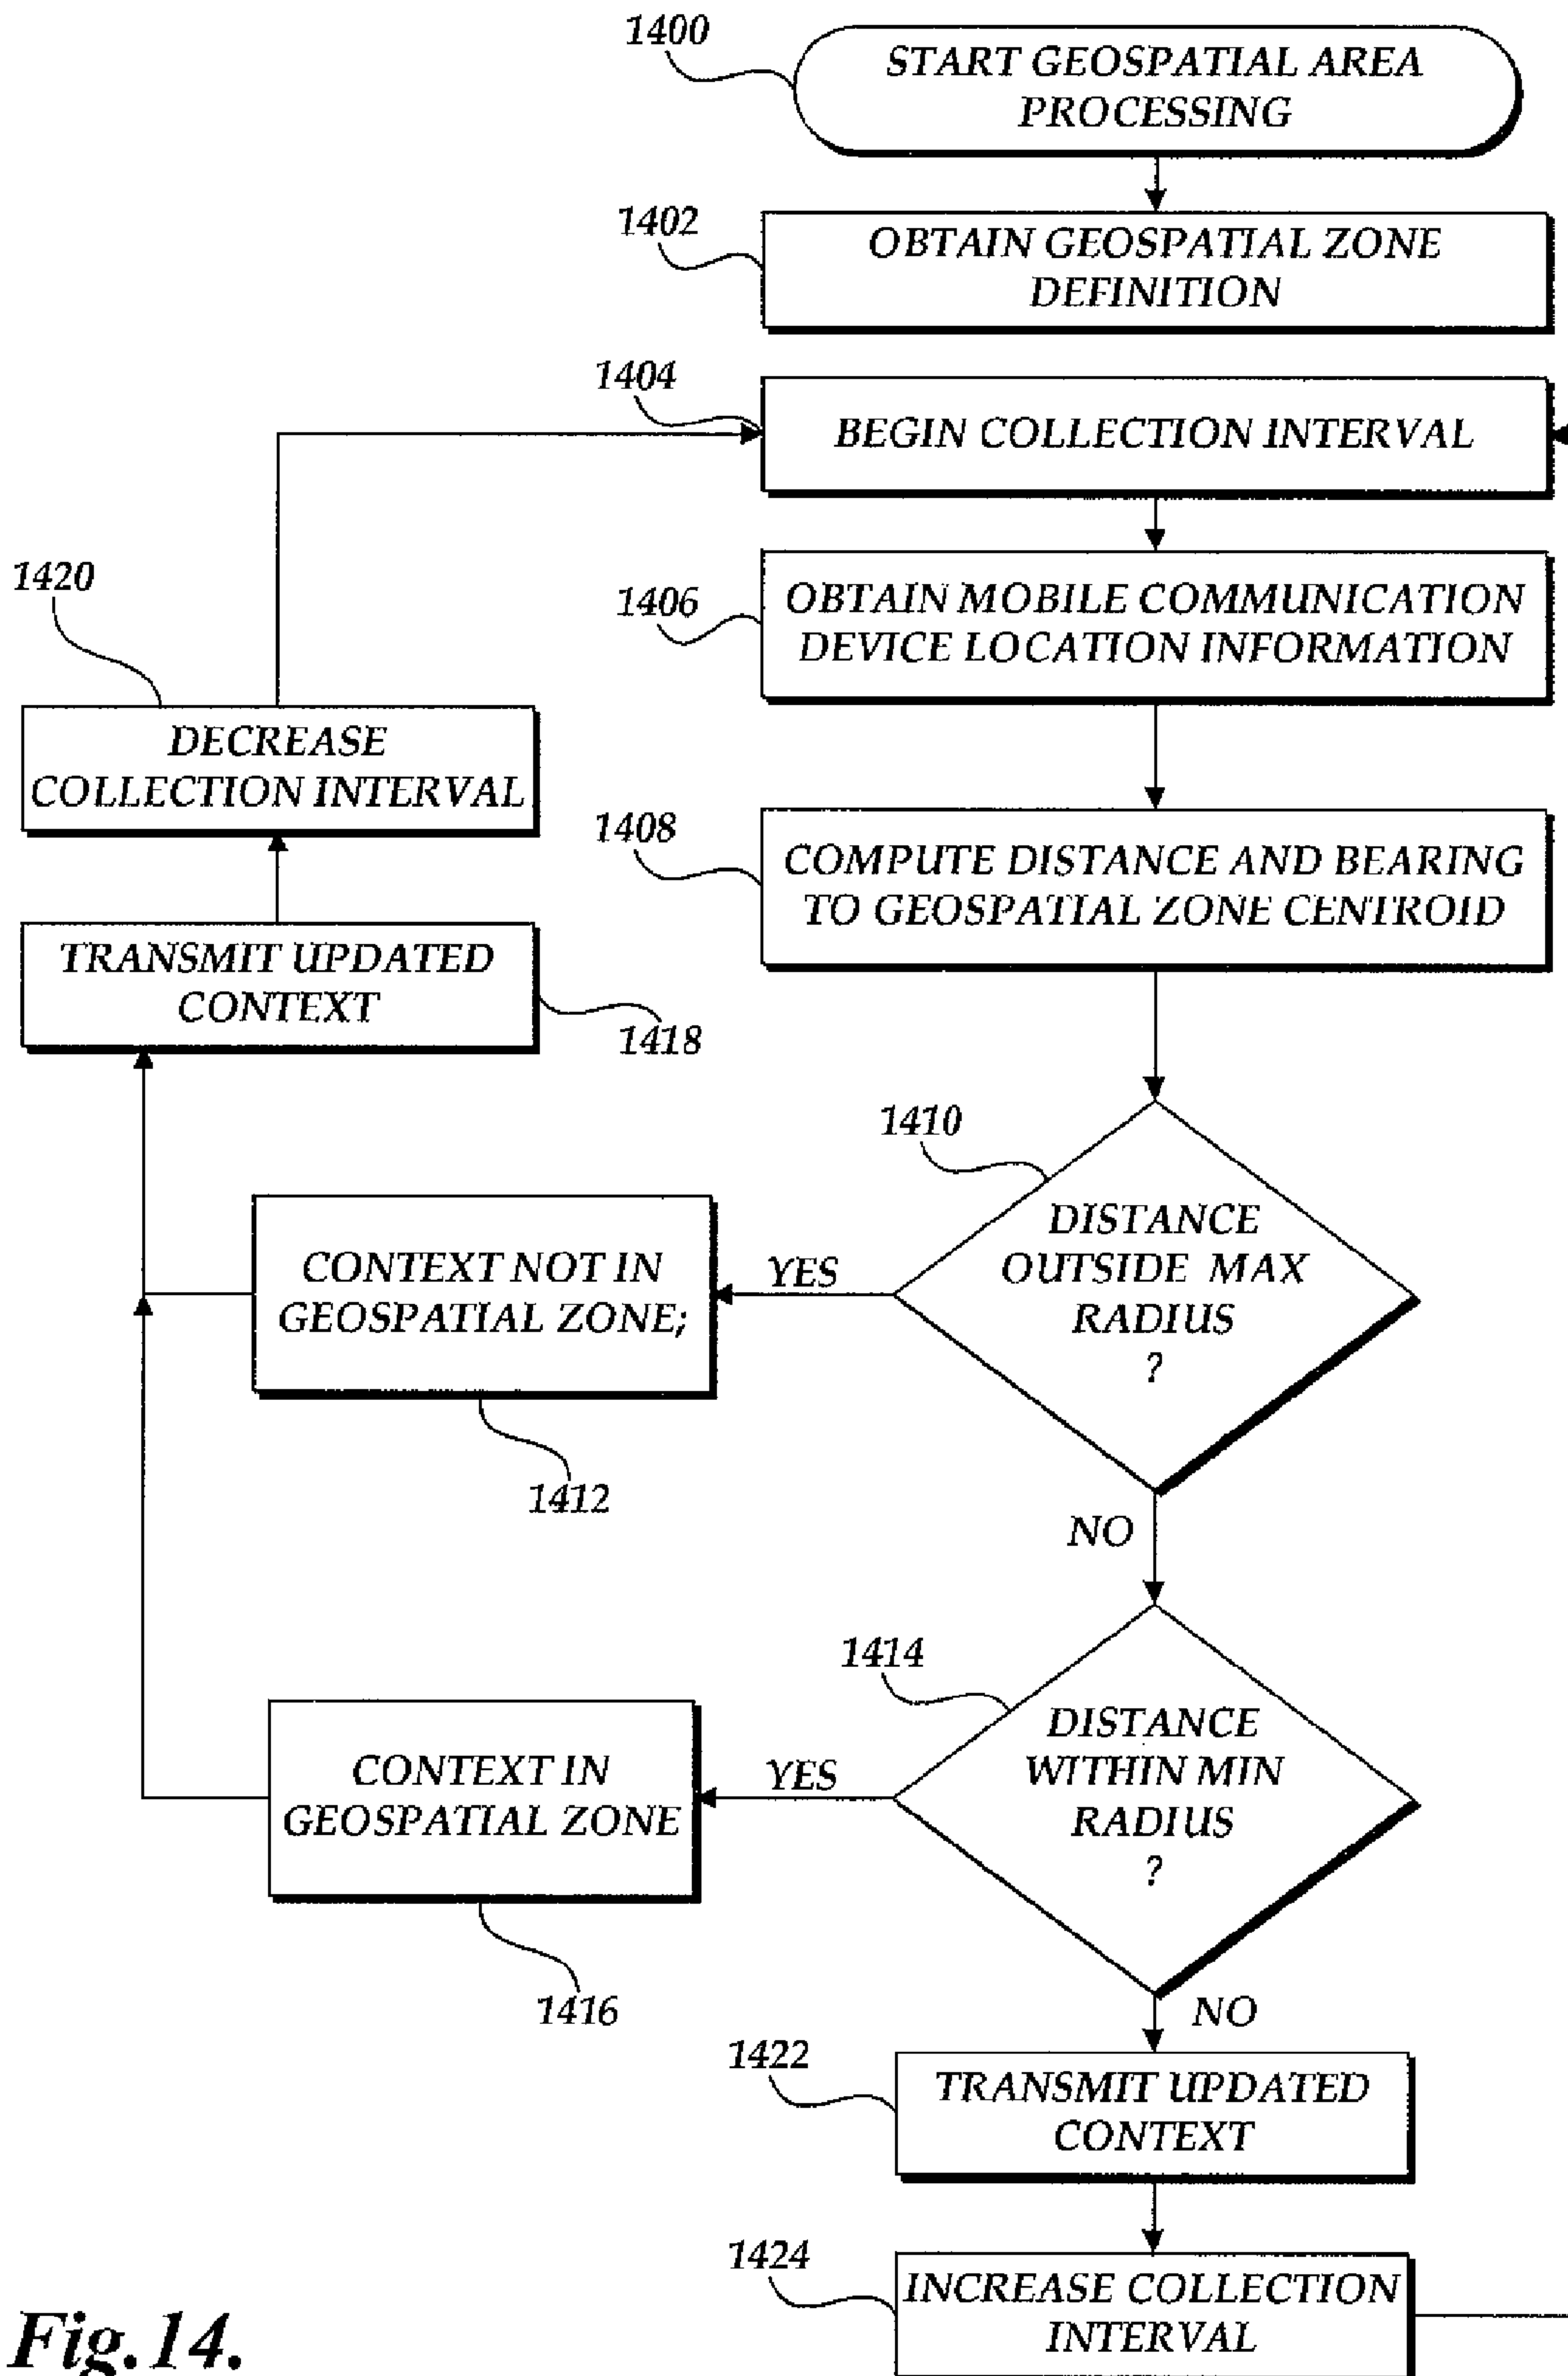 1400
START GEOSPATIAL AREA
PROCESSING
1402
OBTAIN GEOSPATIAL ZONE
DEFINITION
1404
BEGIN COLLECTION INTERVAL
1420
1406
OBTAIN MOBILE COMMUNICATION
DEVICE LOCATION INFORMATION
DECREASE
COLLECTION INTERVAL
1408
COMPUTE DISTANCE AND BEARING
TO GEOSPATIAL ZONE CENTROID
TRANSMIT UPDATED
CONTEXT
1418
1410
DISTANCE
OUTSIDE MAX
RADIUS
?
YES
CONTEXT NOT IN
GEOSPATIAL ZONE;
1412
NO
1414
DISTANCE
WITHIN MIN
RADIUS
?
YES
CONTEXT IN
GEOSPATIAL ZONE
1416
NO
1422
TRANSMIT UPDATED
CONTEXT
1424
INCREASE COLLECTION
INTERVAL
Fig.14.